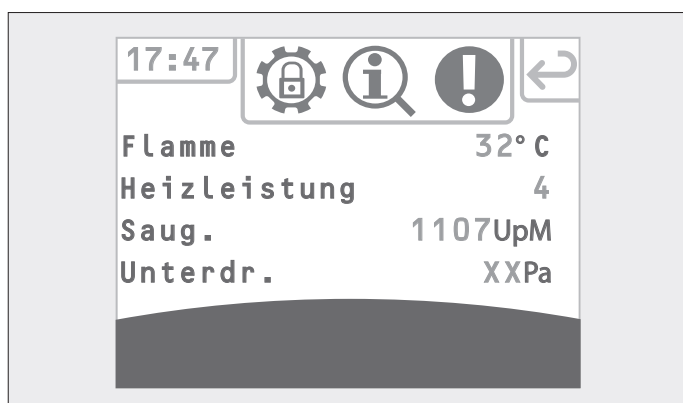 17:47
Flamme 32° C
Heizleistung 4
Saug. 1107UpM
Unterdr. XXPa